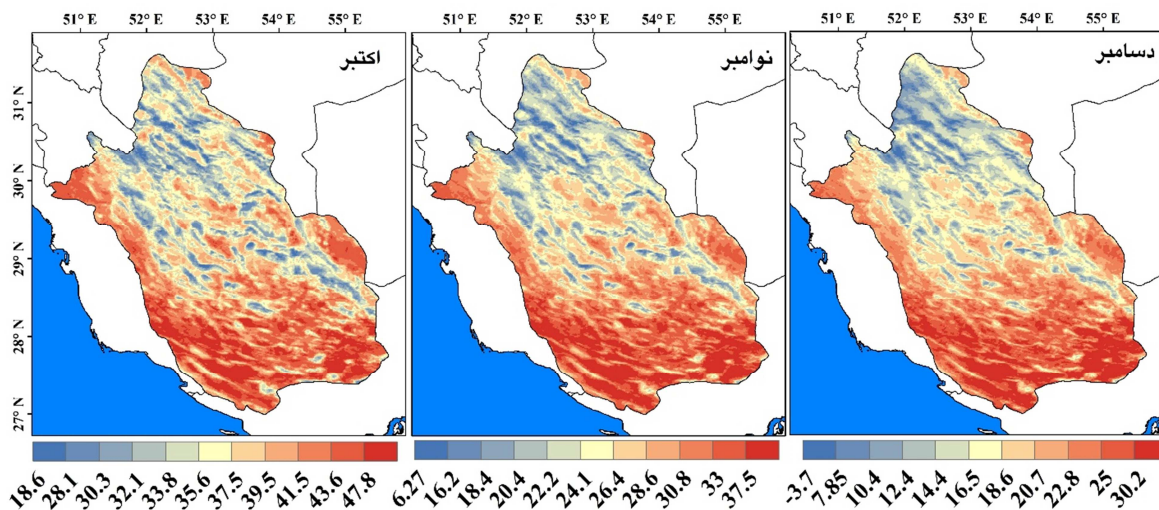 51° E 52° E 53° E 55° E 51° E 52° E 53° E 54° E 55° E 51° E 52° E 53° E 54° E 55° E
اکتبر نوامبر دسامبر
31° N
30° N
29° N
28° N
27° N
18.6 28.1 30.3 32.1 33.8 35.6 37.5 39.5 41.5 43.6 47.8
6.27 16.2 18.4 20.4 22.2 24.1 26.4 28.6 30.8 33 37.5
-3.7 7.85 10.4 12.4 14.4 16.5 18.6 20.7 22.8 25 30.2